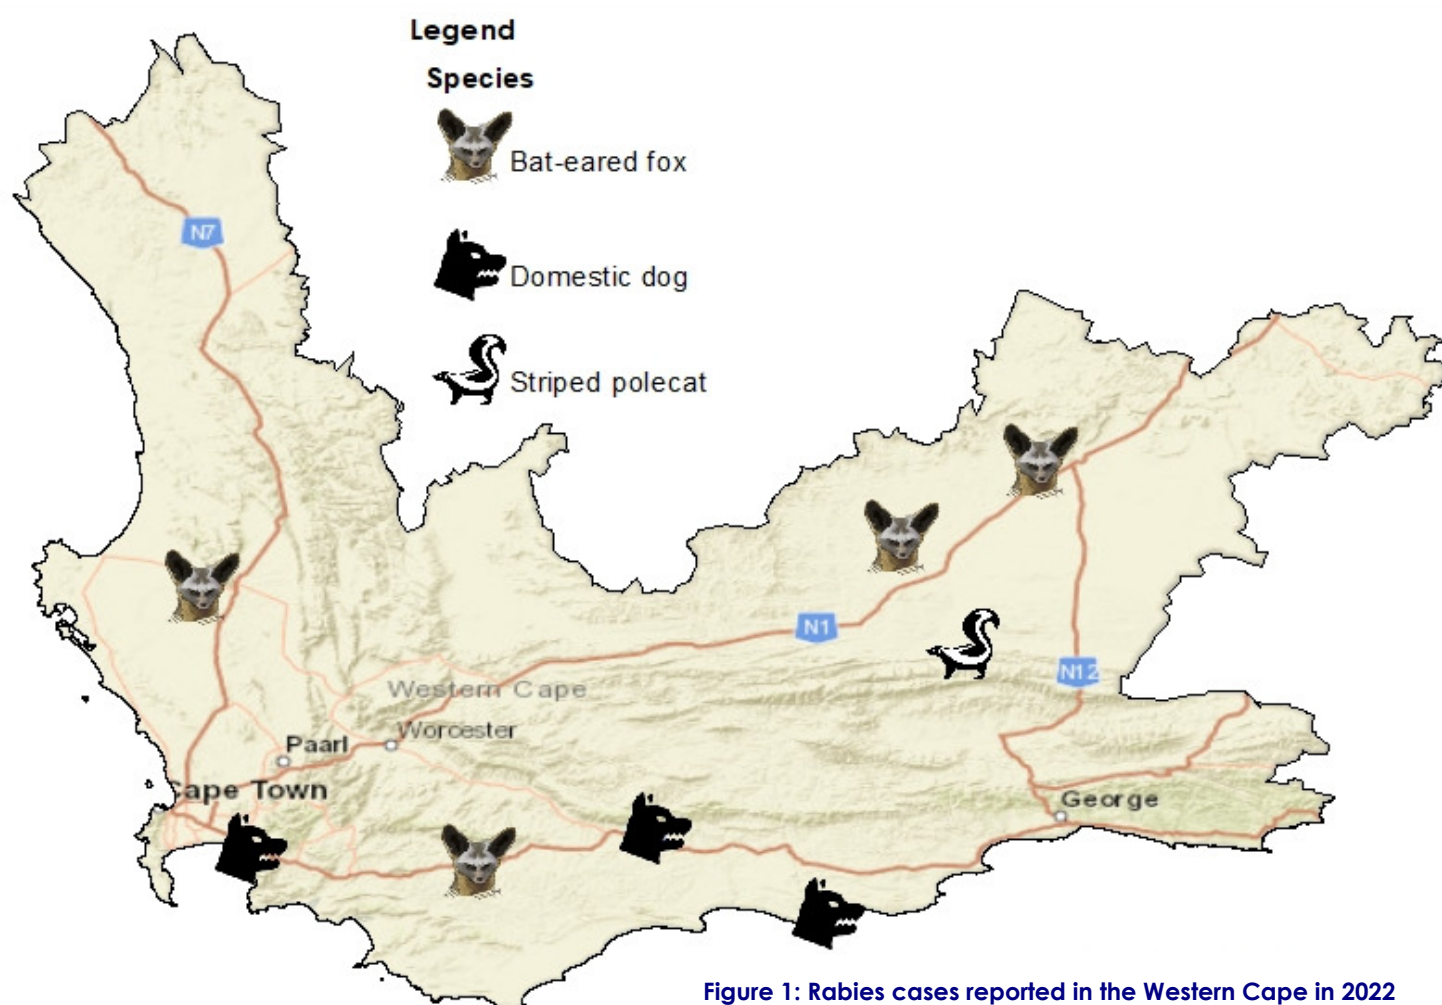 Legend
Species
Bat-eared fox
Domestic dog
Striped polecat
N7
N1
N12
Western Cape
Worcester
Paarl
Cape Town
George
Figure 1: Rabies cases reported in the Western Cape in 2022